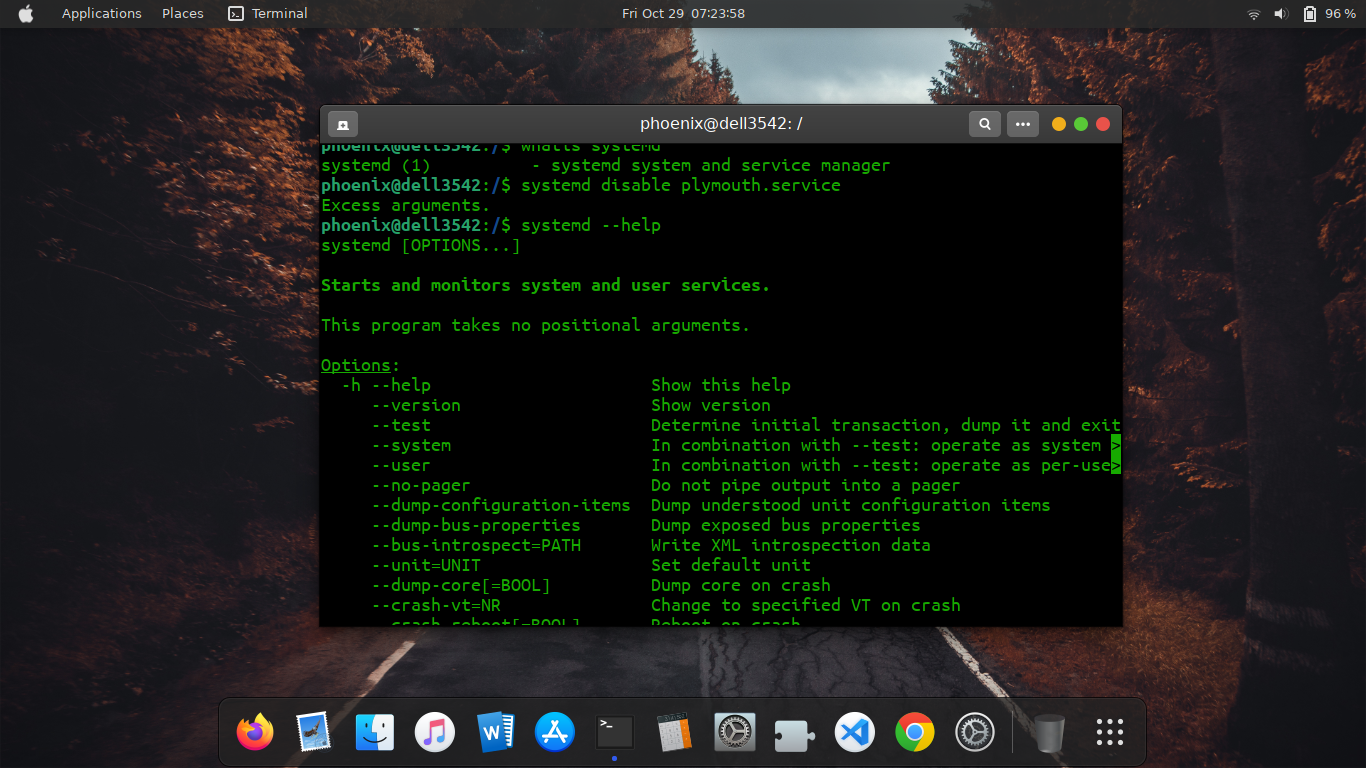 Applications Places Terminal Fri Oct 29 07:23:58 96 %
phoenix@dell3542: /
phoenix@dell3542:/$ whatis systemd
systemd (1)          - systemd system and service manager
phoenix@dell3542:/$ systemd disable plymouth.service
Excess arguments.
phoenix@dell3542:/$ systemd --help
systemd [OPTIONS...]
Starts and monitors system and user services.
This program takes no positional arguments.
Options:
-h --help                      Show this help
--version                   Show version
--test                      Determine initial transaction, dump it and exit
--system                    In combination with --test: operate as system >
--user                      In combination with --test: operate as per-use>
--no-pager                  Do not pipe output into a pager
--dump-configuration-items  Dump understood unit configuration items
--dump-bus-properties       Dump exposed bus properties
--bus-introspect=PATH       Write XML introspection data
--unit=UNIT                 Set default unit
--dump-core[=BOOL]          Dump core on crash
--crash-vt=NR               Change to specified VT on crash
--crash-reboot[=BOOL]       Reboot on crash
>_
W